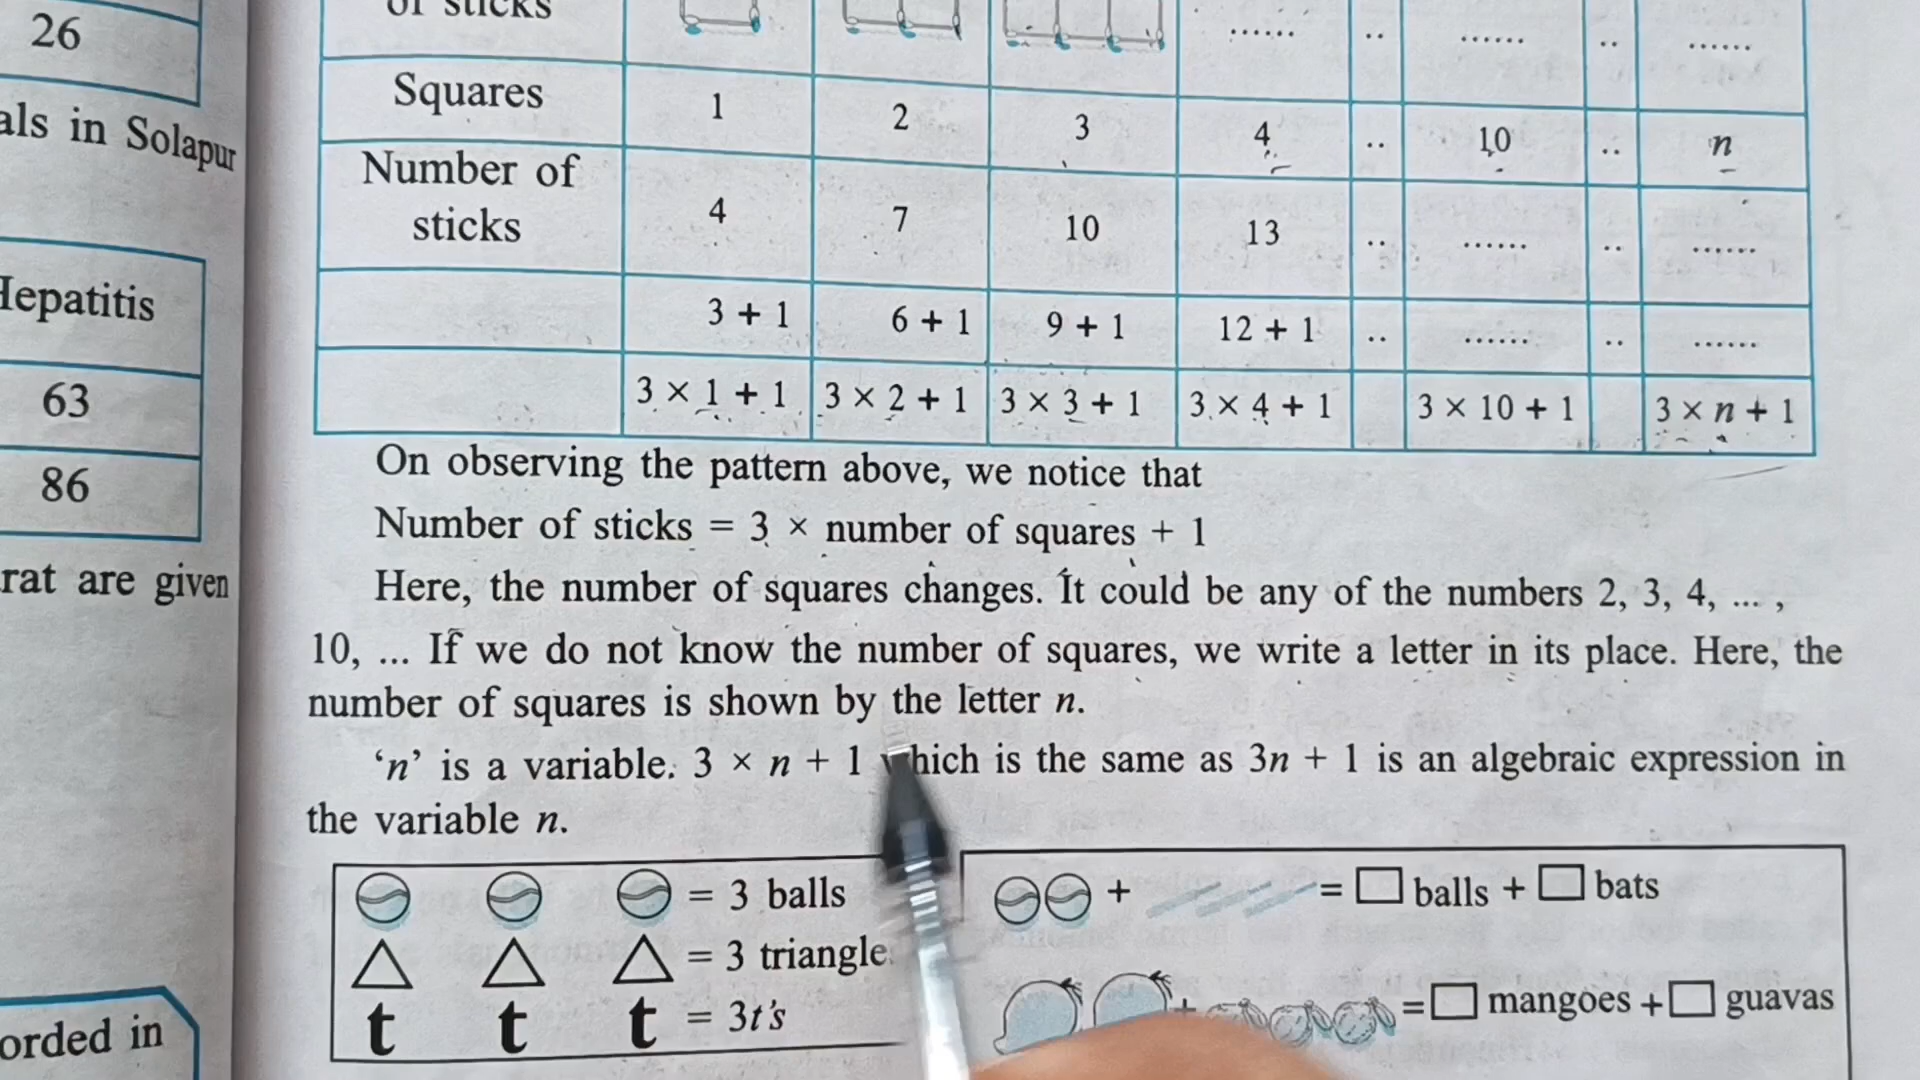 26
als in Solapur
Hepatitis
63
86
rat are given
orded in
of sticks
...... .. ...... .. ......
Squares 1 2 3 4 .. 10 .. n
Number of sticks 4 7 10 13 .. ...... .. ......
3 + 1 6 + 1 9 + 1 12 + 1 .. ...... .. ......
3 × 1 + 1 3 × 2 + 1 3 × 3 + 1 3 × 4 + 1 3 × 10 + 1 3 × n + 1
On observing the pattern above, we notice that
Number of sticks = 3 × number of squares + 1
Here, the number of squares changes. It could be any of the numbers 2, 3, 4, ... ,
10, ... If we do not know the number of squares, we write a letter in its place. Here, the
number of squares is shown by the letter n.
‘n’ is a variable. 3 × n + 1 which is the same as 3n + 1 is an algebraic expression in
the variable n.
= 3 balls
= 3 triangle
t t t = 3t's
+ = □ balls + □ bats
+ = □ mangoes + □ guavas